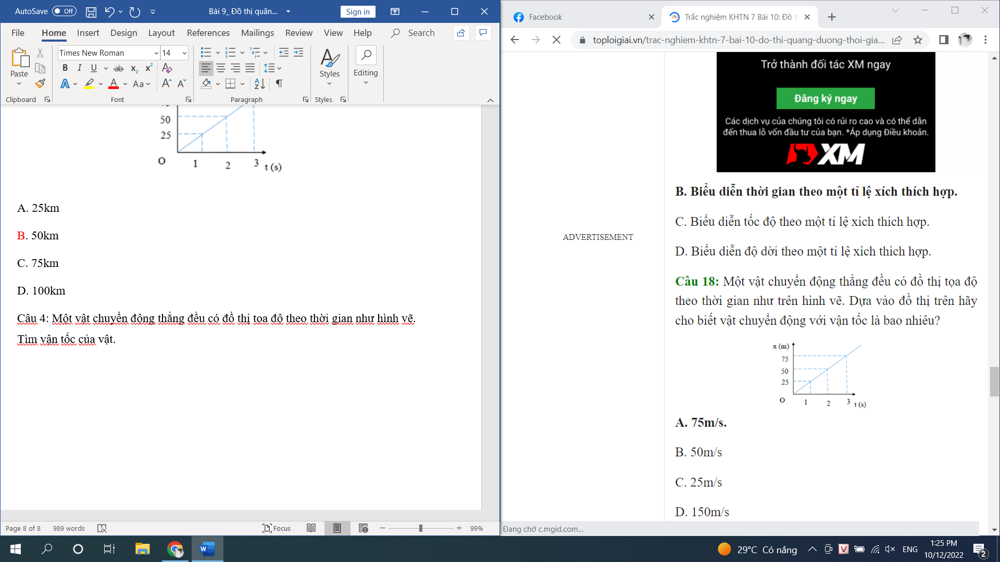 AutoSave Off Bài 9_ Đồ thị quãn... Sign in
File Home Insert Design Layout References Mailings Review View Help Search
Times New Roman 14
Paste
B I U ab x₂ x² A
A A Aa A A
Styles
Editing
Clipboard Font Paragraph Styles
50
25
O 1 2 3 t (s)
A. 25km
B. 50km
C. 75km
D. 100km
Câu 4: Một vật chuyển động thẳng đều có đồ thị tọa độ theo thời gian như hình vẽ.
Tìm vận tốc của vật.
Page 8 of 8 989 words Focus 99%
Facebook Trắc nghiệm KHTN 7 Bài 10: Đồ t
toploigiai.vn/trac-nghiem-khtn-7-bai-10-do-thi-quang-duong-thoi-gia...
Trở thành đối tác XM ngay
Đăng ký ngay
Các dịch vụ của chúng tôi có rủi ro cao và có thể dẫn
đến thua lỗ vốn đầu tư của bạn. *Áp dụng Điều khoản.
XM
ADVERTISEMENT
B. Biểu diễn thời gian theo một tỉ lệ xích thích hợp.
C. Biểu diễn tốc độ theo một tỉ lệ xích thích hợp.
D. Biểu diễn độ dời theo một tỉ lệ xích thích hợp.
Câu 18: Một vật chuyển động thẳng đều có đồ thị tọa độ
theo thời gian như trên hình vẽ. Dựa vào đồ thị trên hãy
cho biết vật chuyển động với vận tốc là bao nhiêu?
x (m)
75
50
25
O 1 2 3 t (s)
A. 75m/s.
B. 50m/s
C. 25m/s
D. 150m/s
Đang chờ c.mgid.com...
29°C Có nắng ENG 1:25 PM
10/12/2022 2